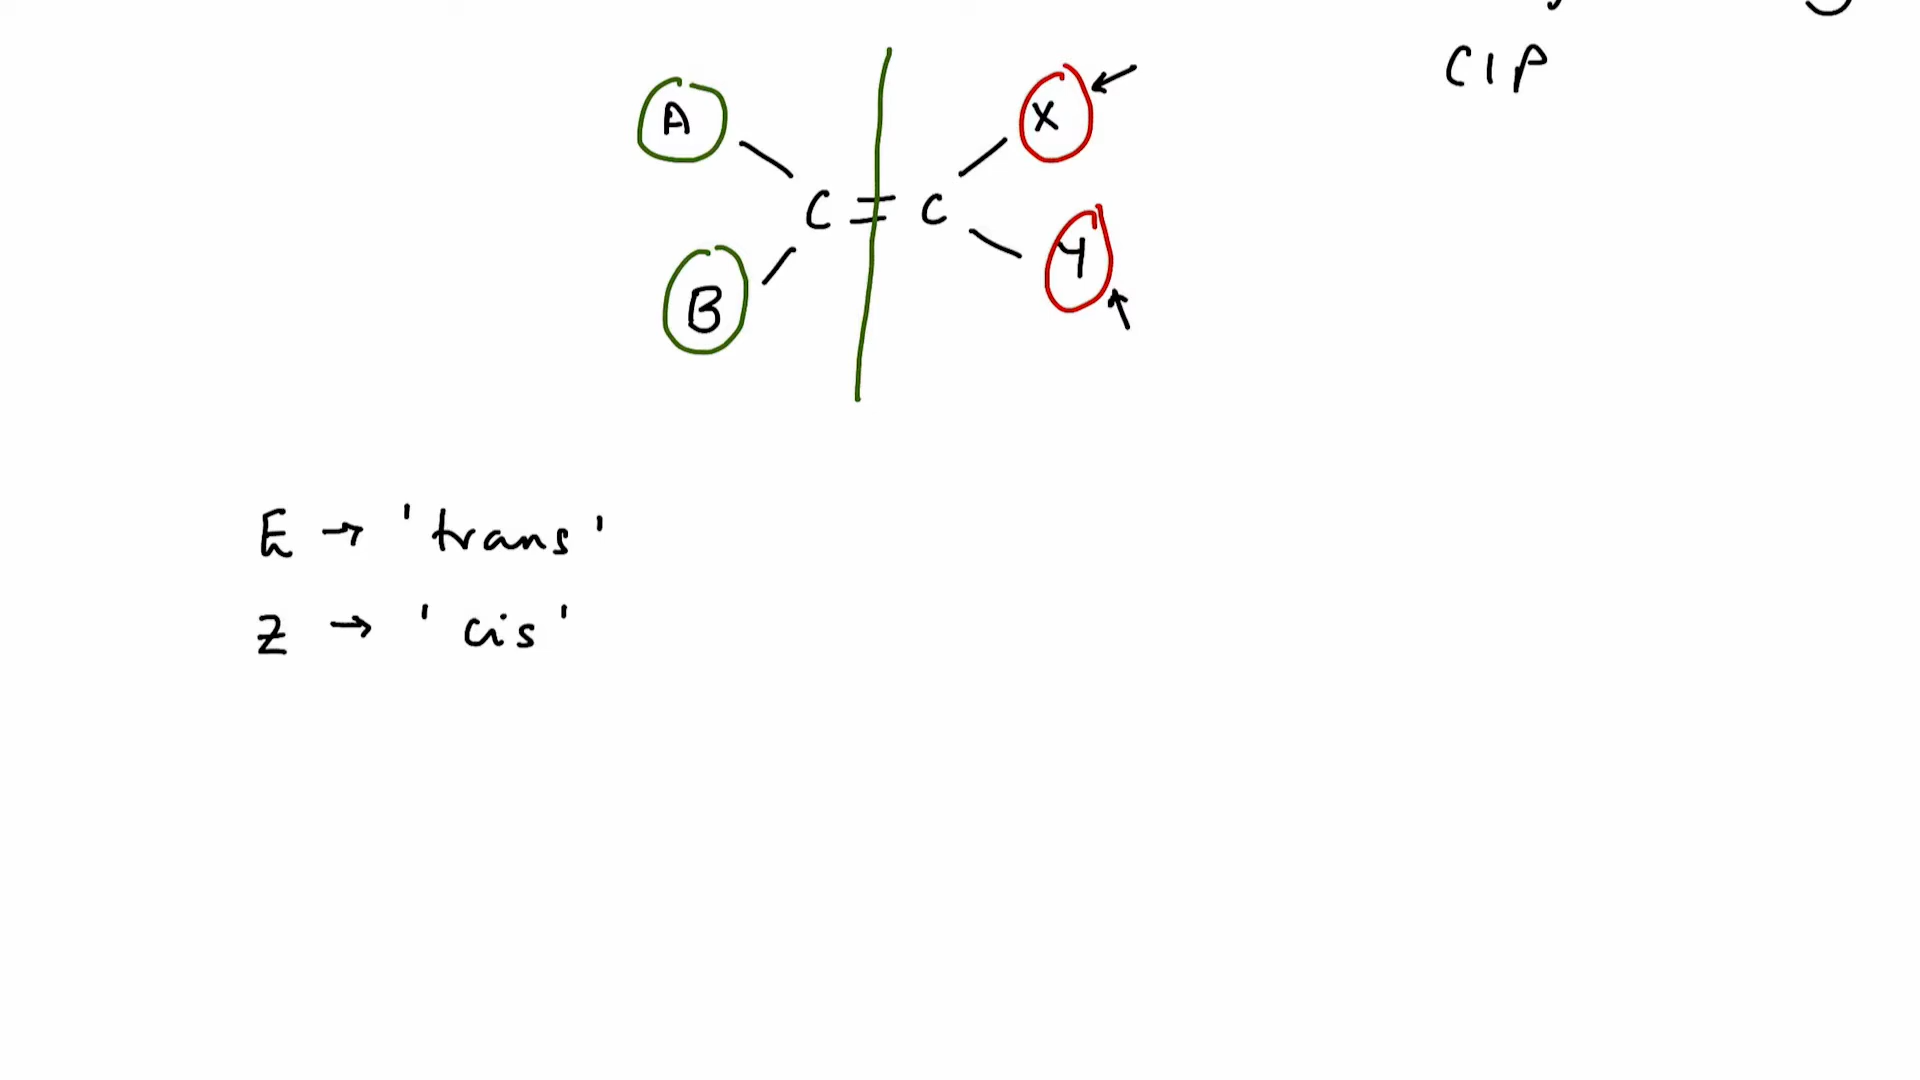 CIP
A X
C = C
B Y
E → 'trans'
Z → 'cis'